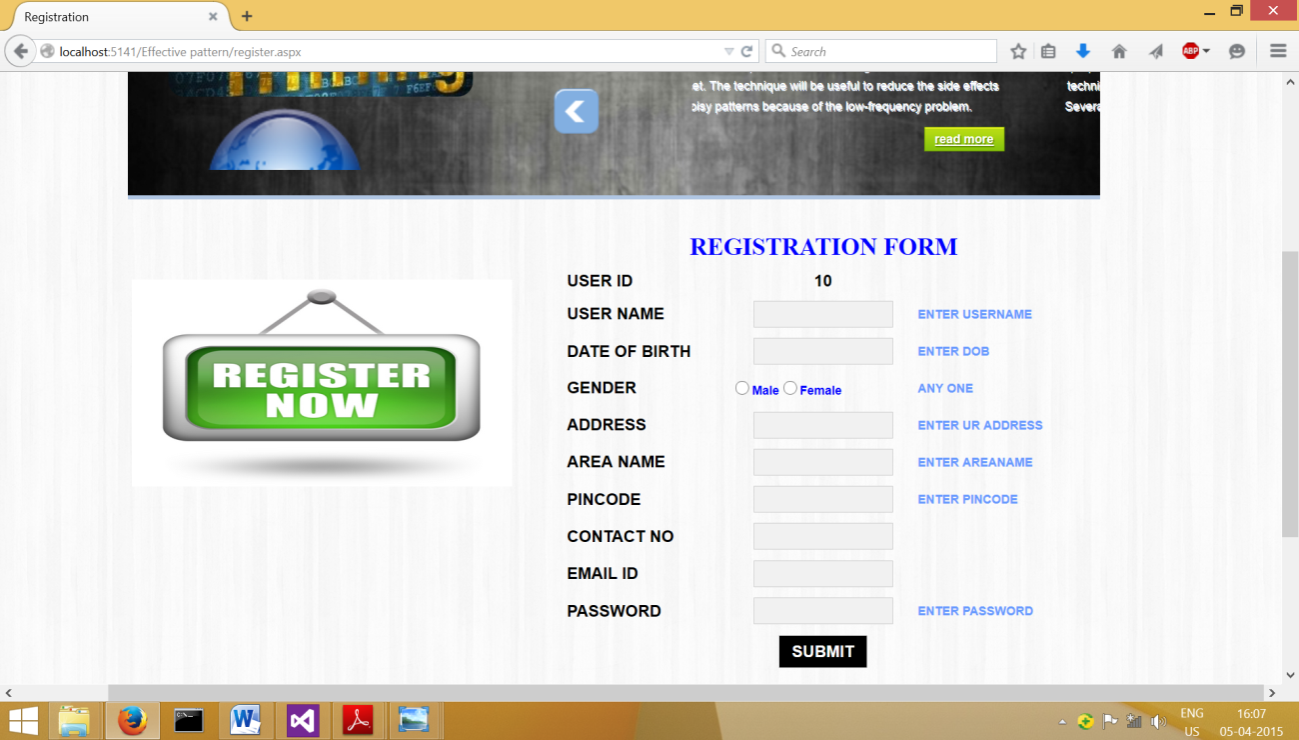 Registration
localhost:5141/Effective pattern/register.aspx
Search
ABP
et. The technique will be useful to reduce the side effects
oisy patterns because of the low-frequency problem.
read more
techni
Severa
REGISTRATION FORM
REGISTER
NOW
USER ID 10
USER NAME ENTER USERNAME
DATE OF BIRTH ENTER DOB
GENDER Male Female ANY ONE
ADDRESS ENTER UR ADDRESS
AREA NAME ENTER AREANAME
PINCODE ENTER PINCODE
CONTACT NO
EMAIL ID
PASSWORD ENTER PASSWORD
SUBMIT
ENG 16:07
US 05-04-2015